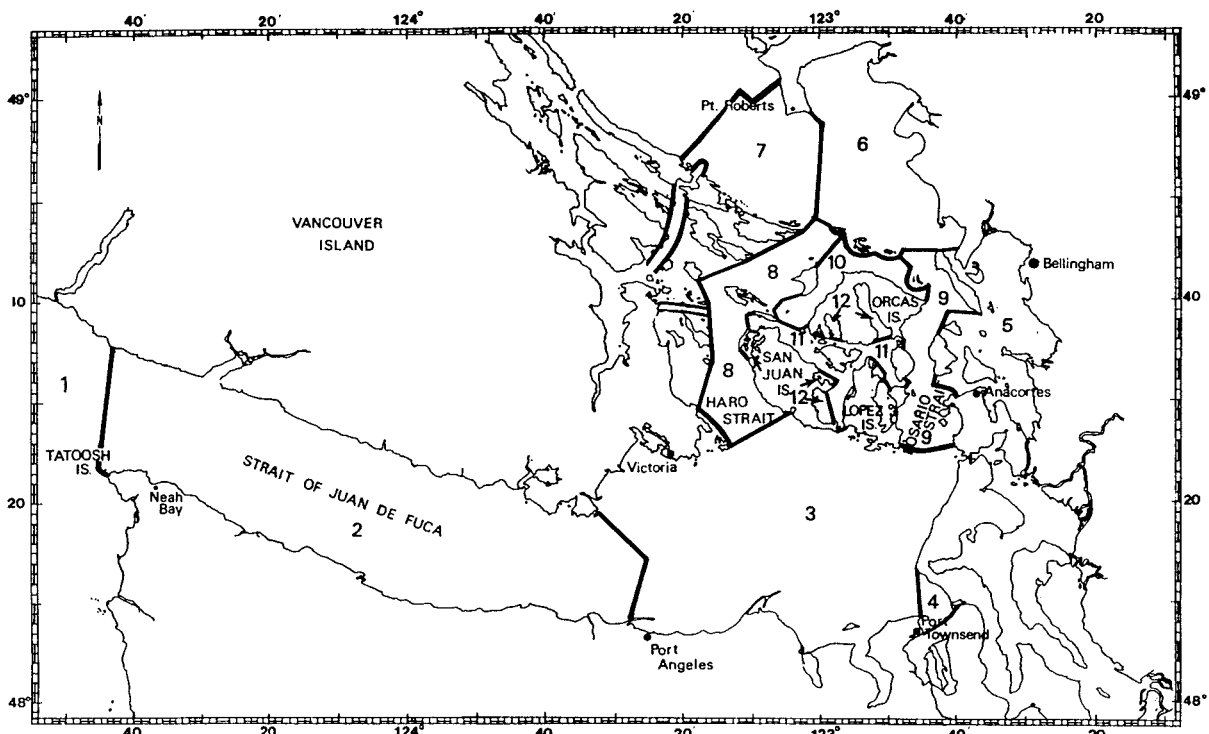 40´ 20´ 124° 40´ 20´ 123° 40´ 20´
49° 49°
N
Pt. Roberts
7
6
VANCOUVER
ISLAND
8
10
Bellingham
10 40
12 ORCAS
IS.
9
5
11 11
SAN
JUAN
IS.
1
8
12
HARO
STRAIT
LOPEZ
IS.
ROSARIO
STRAIT
9
Anacortes
TATOOSH
IS.
Victoria
Neah
Bay
STRAIT OF JUAN DE FUCA
2
3
20 20
4
Port
Townsend
Port
Angeles
48° 48°
40´ 20´ 124° 40´ 20´ 123° 40´ 20´